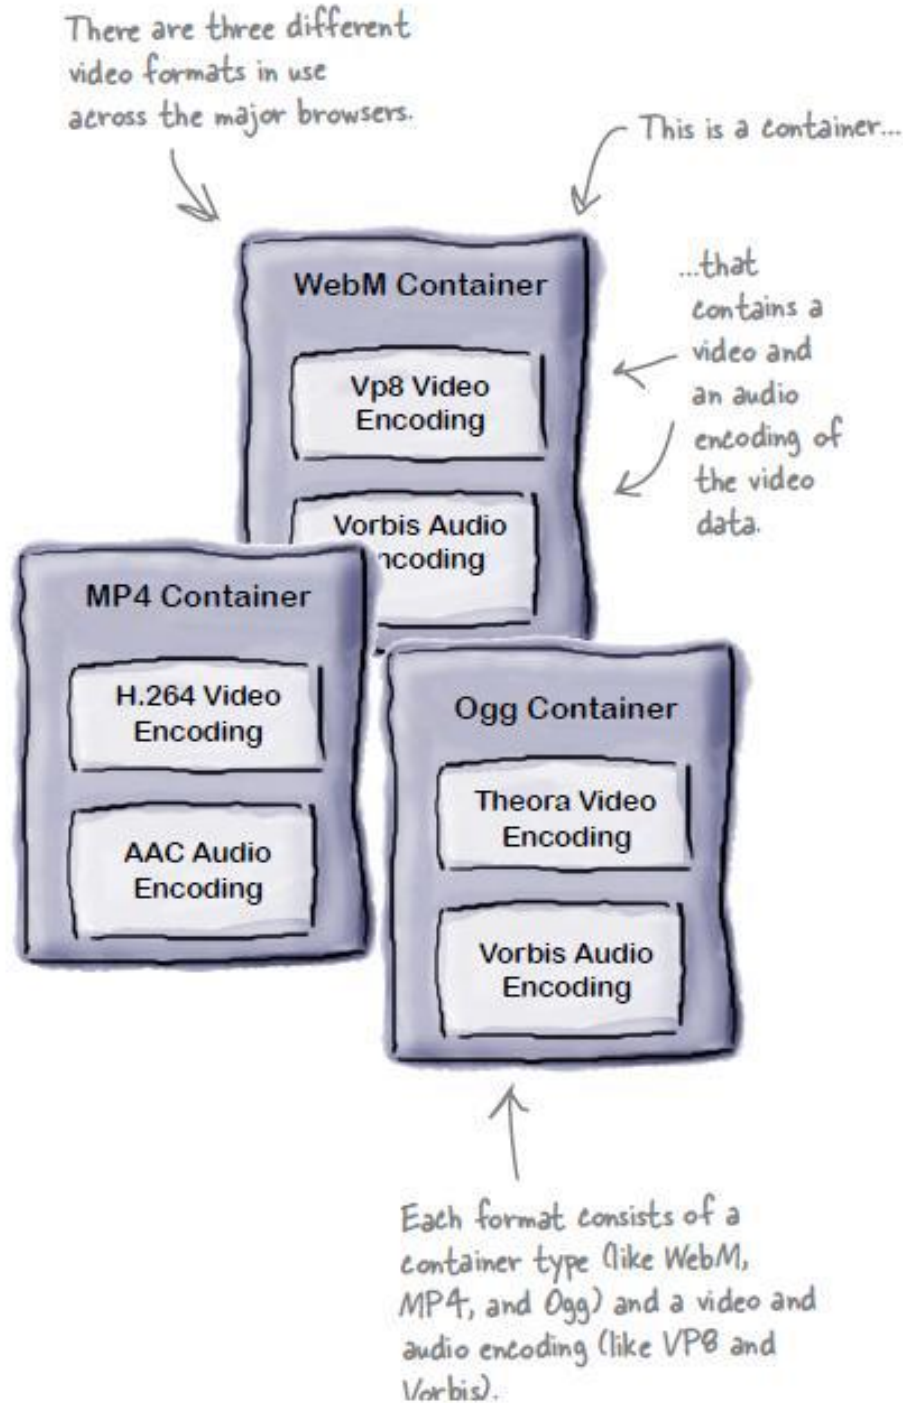 There are three different
video formats in use
across the major browsers.
This is a container...
...that
contains a
video and
an audio
encoding of
the video
data.
WebM Container
Vp8 Video
Encoding
Vorbis Audio
ncoding
MP4 Container
H.264 Video
Encoding
AAC Audio
Encoding
Ogg Container
Theora Video
Encoding
Vorbis Audio
Encoding
Each format consists of a
container type (like WebM,
MP4, and Ogg) and a video and
audio encoding (like VP8 and
Vorbis).